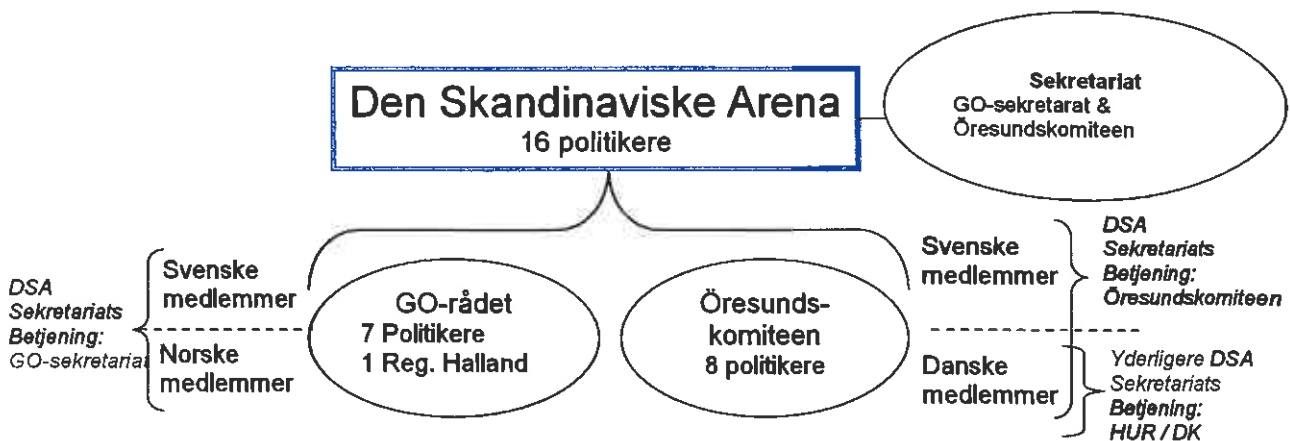 Den Skandinaviske Arena
16 politikere
Sekretariat
GO-sekretarat &
Öresundskomiteen
DSA
Sekretariats
Betjening:
GO-sekretariat
Svenske
medlemmer
Norske
medlemmer
GO-rådet
7 Politikere
1 Reg. Halland
Öresunds-
komiteen
8 politikere
Svenske
medlemmer
Danske
medlemmer
DSA
Sekretariats
Betjening:
Öresundskomiteen
Yderligere DSA
Sekretariats
Betjening:
HUR / DK